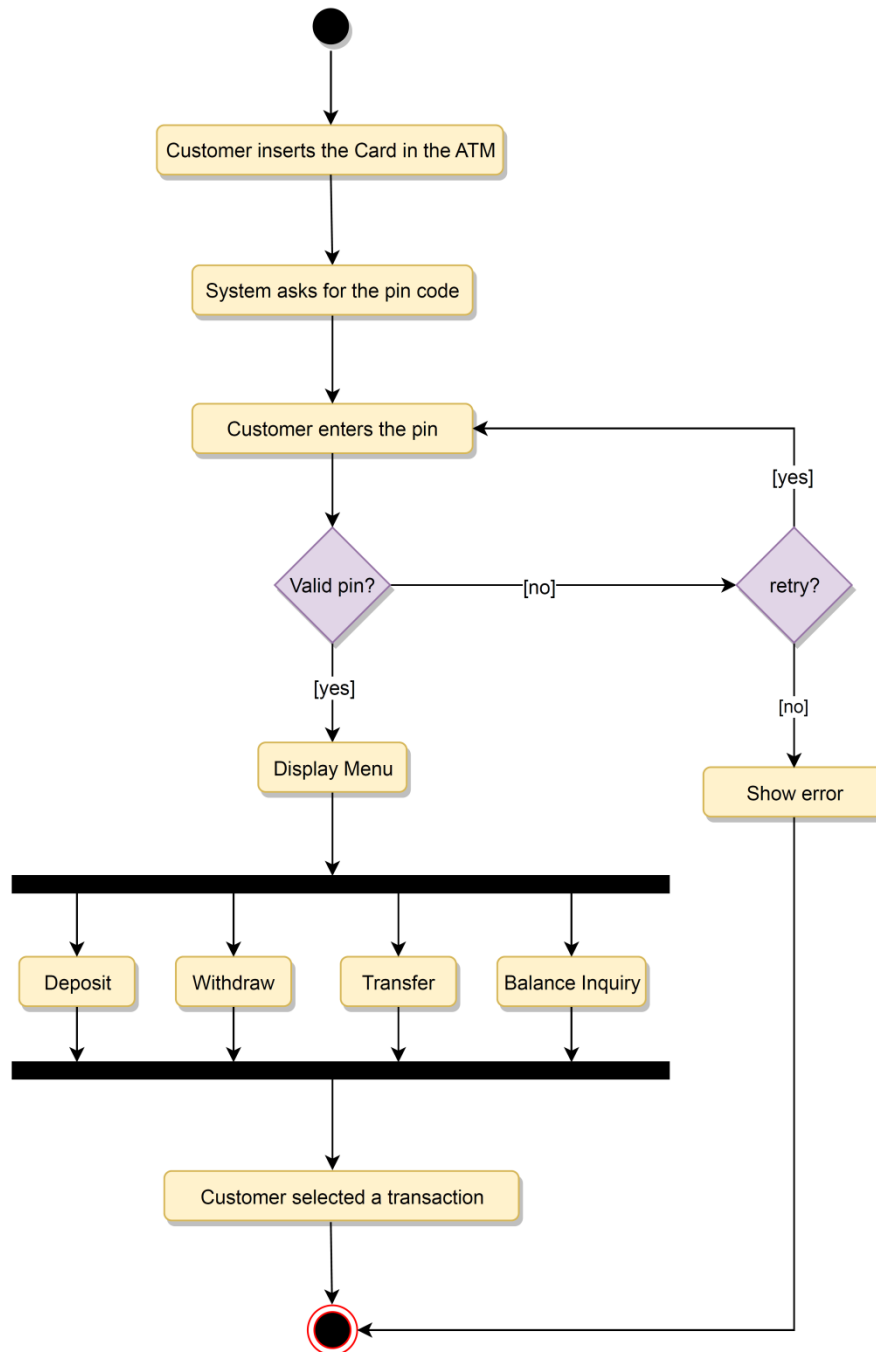 Customer inserts the Card in the ATM
System asks for the pin code
Customer enters the pin
[yes]
Valid pin?
[no]
retry?
[yes]
[no]
Display Menu
Show error
Deposit
Withdraw
Transfer
Balance Inquiry
Customer selected a transaction